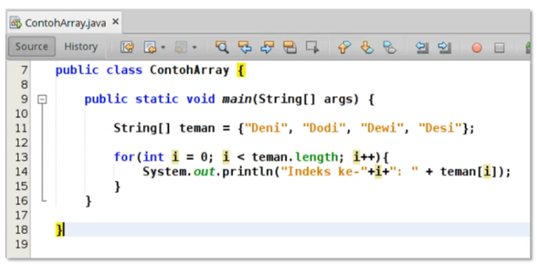 ContohArray.java ×
Source History
7 public class ContohArray {
8
9 public static void main(String[] args) {
10
11 String[] teman = {"Deni", "Dodi", "Dewi", "Desi"};
12
13 for(int i = 0; i < teman.length; i++){
14 System.out.println("Indeks ke-"+i+": " + teman[i]);
15 }
16 }
17
18 }
19